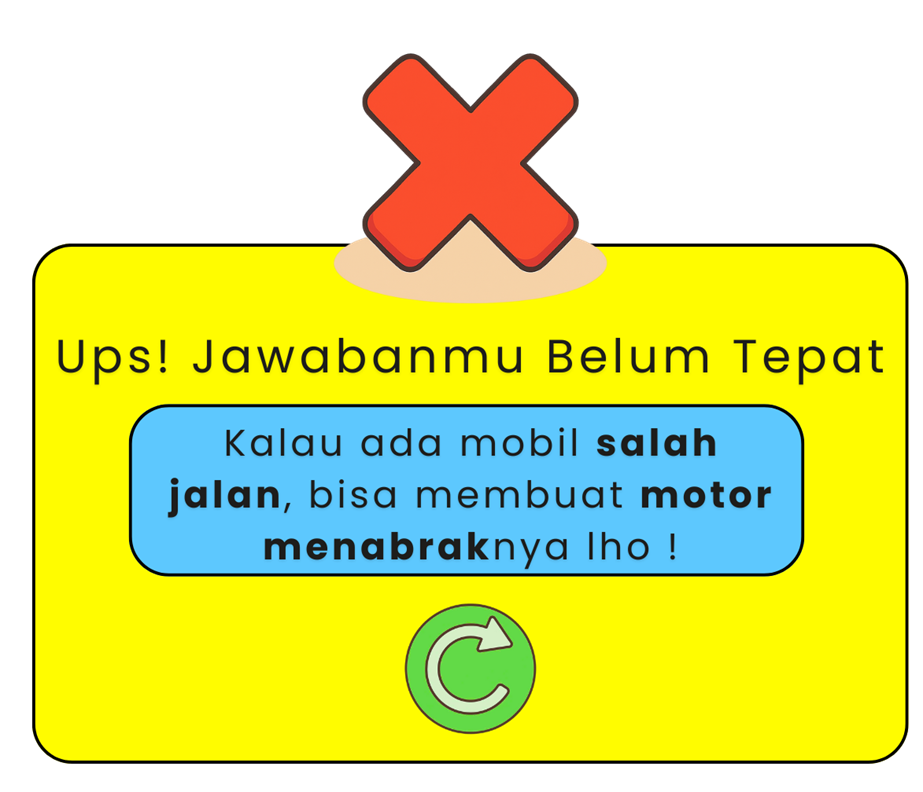 Ups! Jawabanmu Belum Tepat
Kalau ada mobil salah
jalan, bisa membuat motor
menabraknya lho !